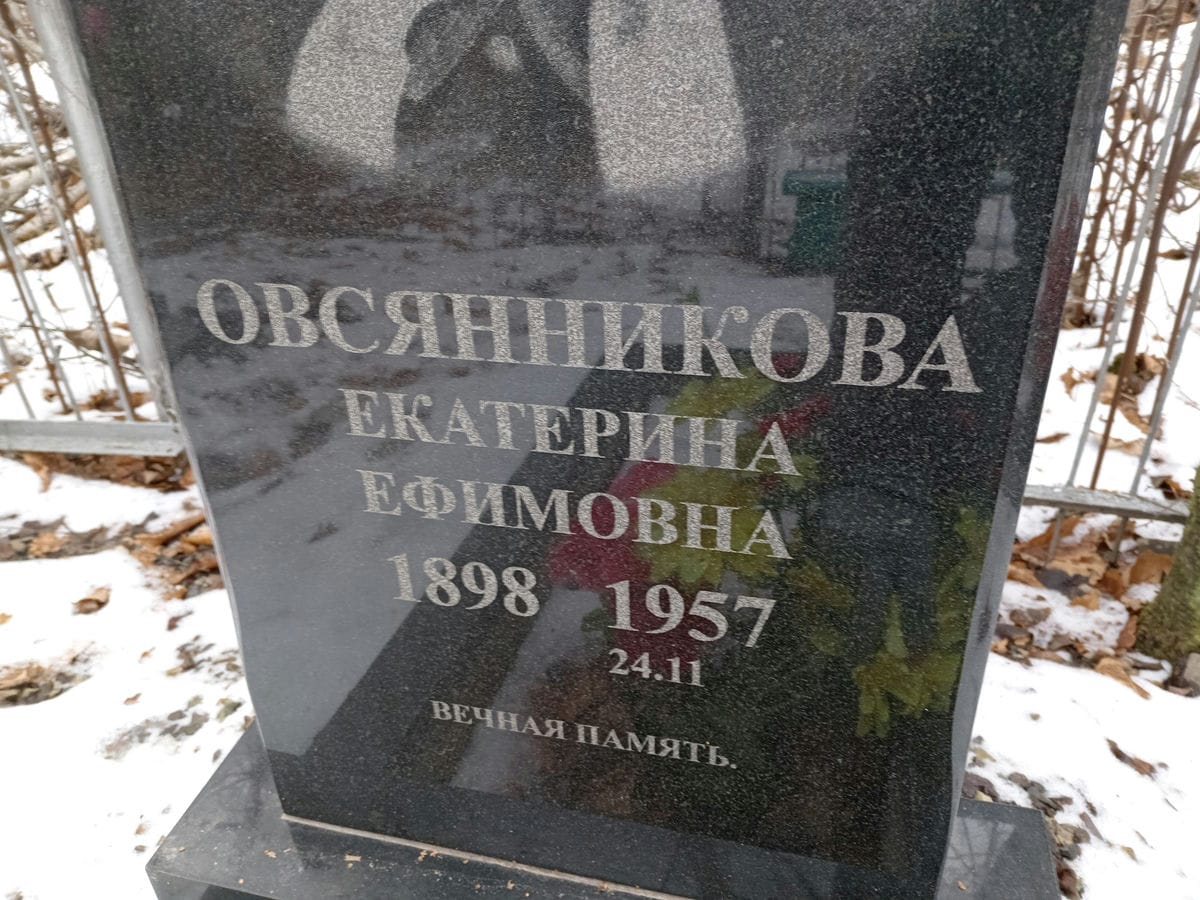 ОВСЯННИКОВА
ЕКАТЕРИНА
ЕФИМОВНА
1898 1957
24.11
ВЕЧНАЯ ПАМЯТЬ.